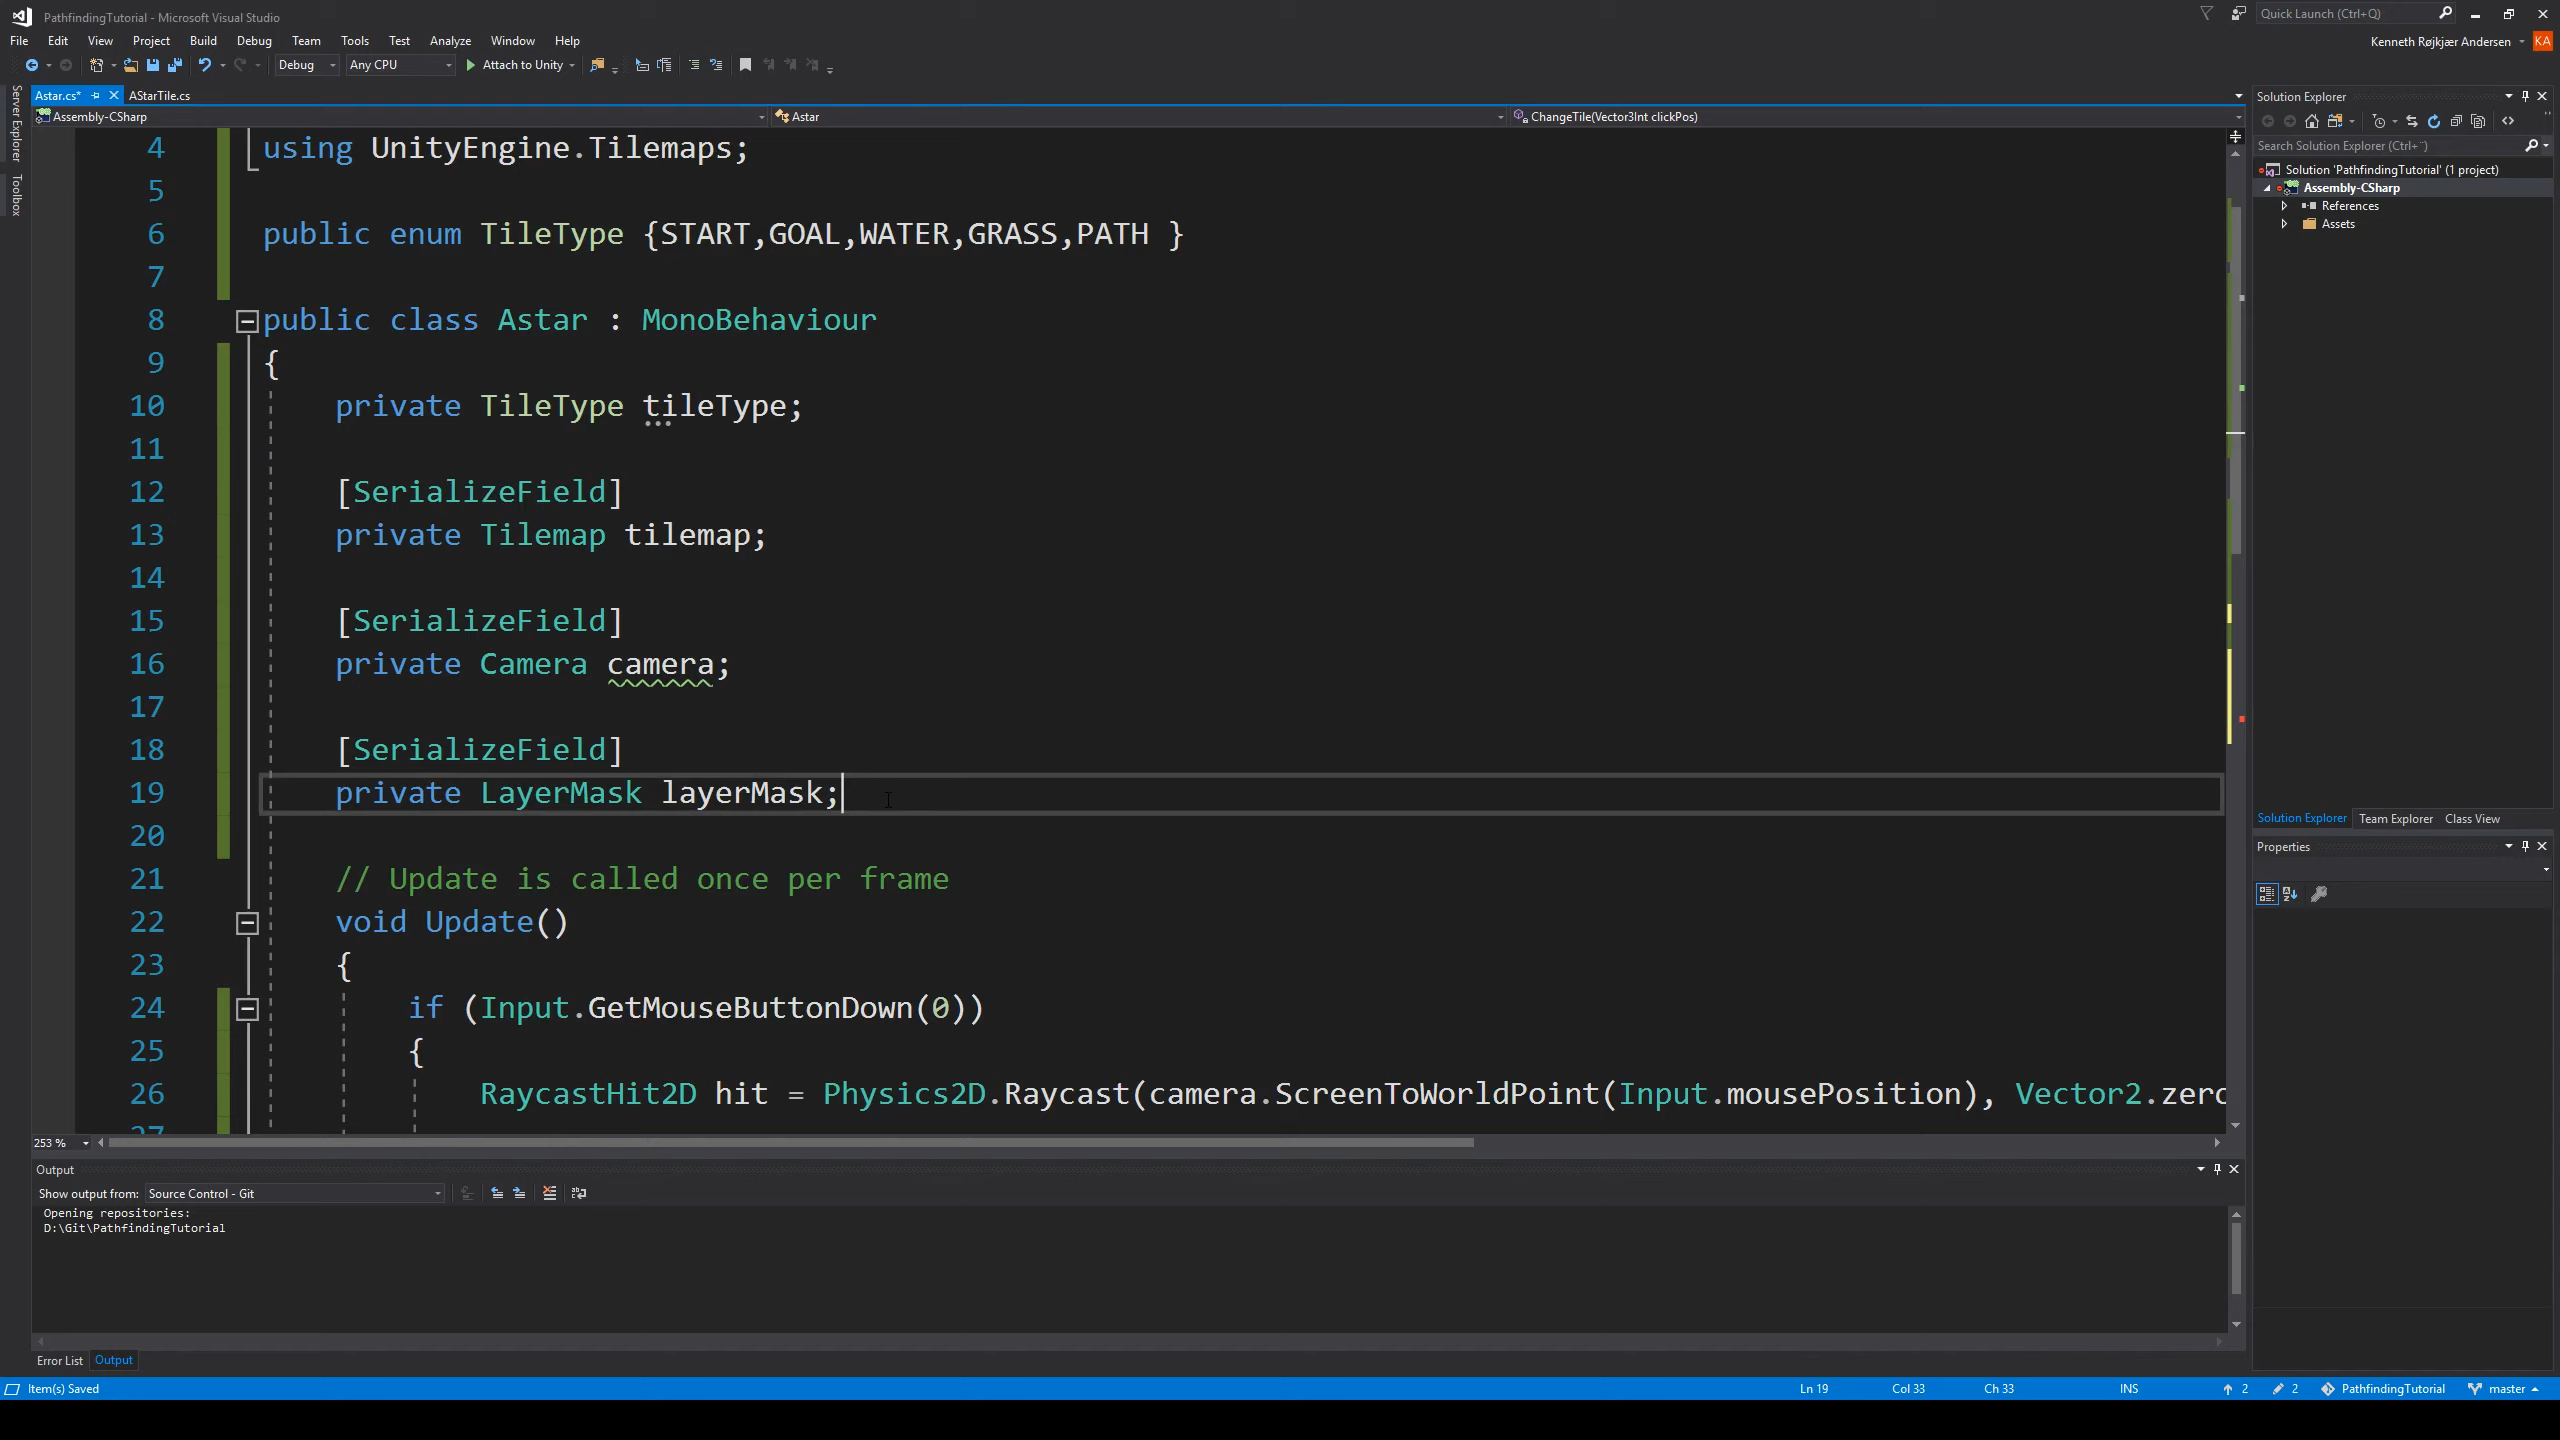 PathfindingTutorial - Microsoft Visual Studio
Quick Launch (Ctrl+Q)
File Edit View Project Build Debug Team Tools Test Analyze Window Help
Kenneth Røjkjær Andersen KA
Debug Any CPU Attach to Unity
Server Explorer
Toolbox
Astar.cs* AStarTile.cs
Assembly-CSharp Astar ChangeTile(Vector3Int clickPos)
4 using UnityEngine.Tilemaps;
5
6 public enum TileType {START,GOAL,WATER,GRASS,PATH }
7
8 public class Astar : MonoBehaviour
9 {
10 private TileType tileType;
11
12 [SerializeField]
13 private Tilemap tilemap;
14
15 [SerializeField]
16 private Camera camera;
17
18 [SerializeField]
19 private LayerMask layerMask;
20
21 // Update is called once per frame
22 void Update()
23 {
24 if (Input.GetMouseButtonDown(0))
25 {
26 RaycastHit2D hit = Physics2D.Raycast(camera.ScreenToWorldPoint(Input.mousePosition), Vector2.zero
27
253 %
Output
Show output from: Source Control - Git
Opening repositories:
D:\Git\PathfindingTutorial
Error List Output
Solution Explorer
Search Solution Explorer (Ctrl+¨)
Solution 'PathfindingTutorial' (1 project)
Assembly-CSharp
References
Assets
Solution Explorer Team Explorer Class View
Properties
Item(s) Saved Ln 19 Col 33 Ch 33 INS 2 2 PathfindingTutorial master